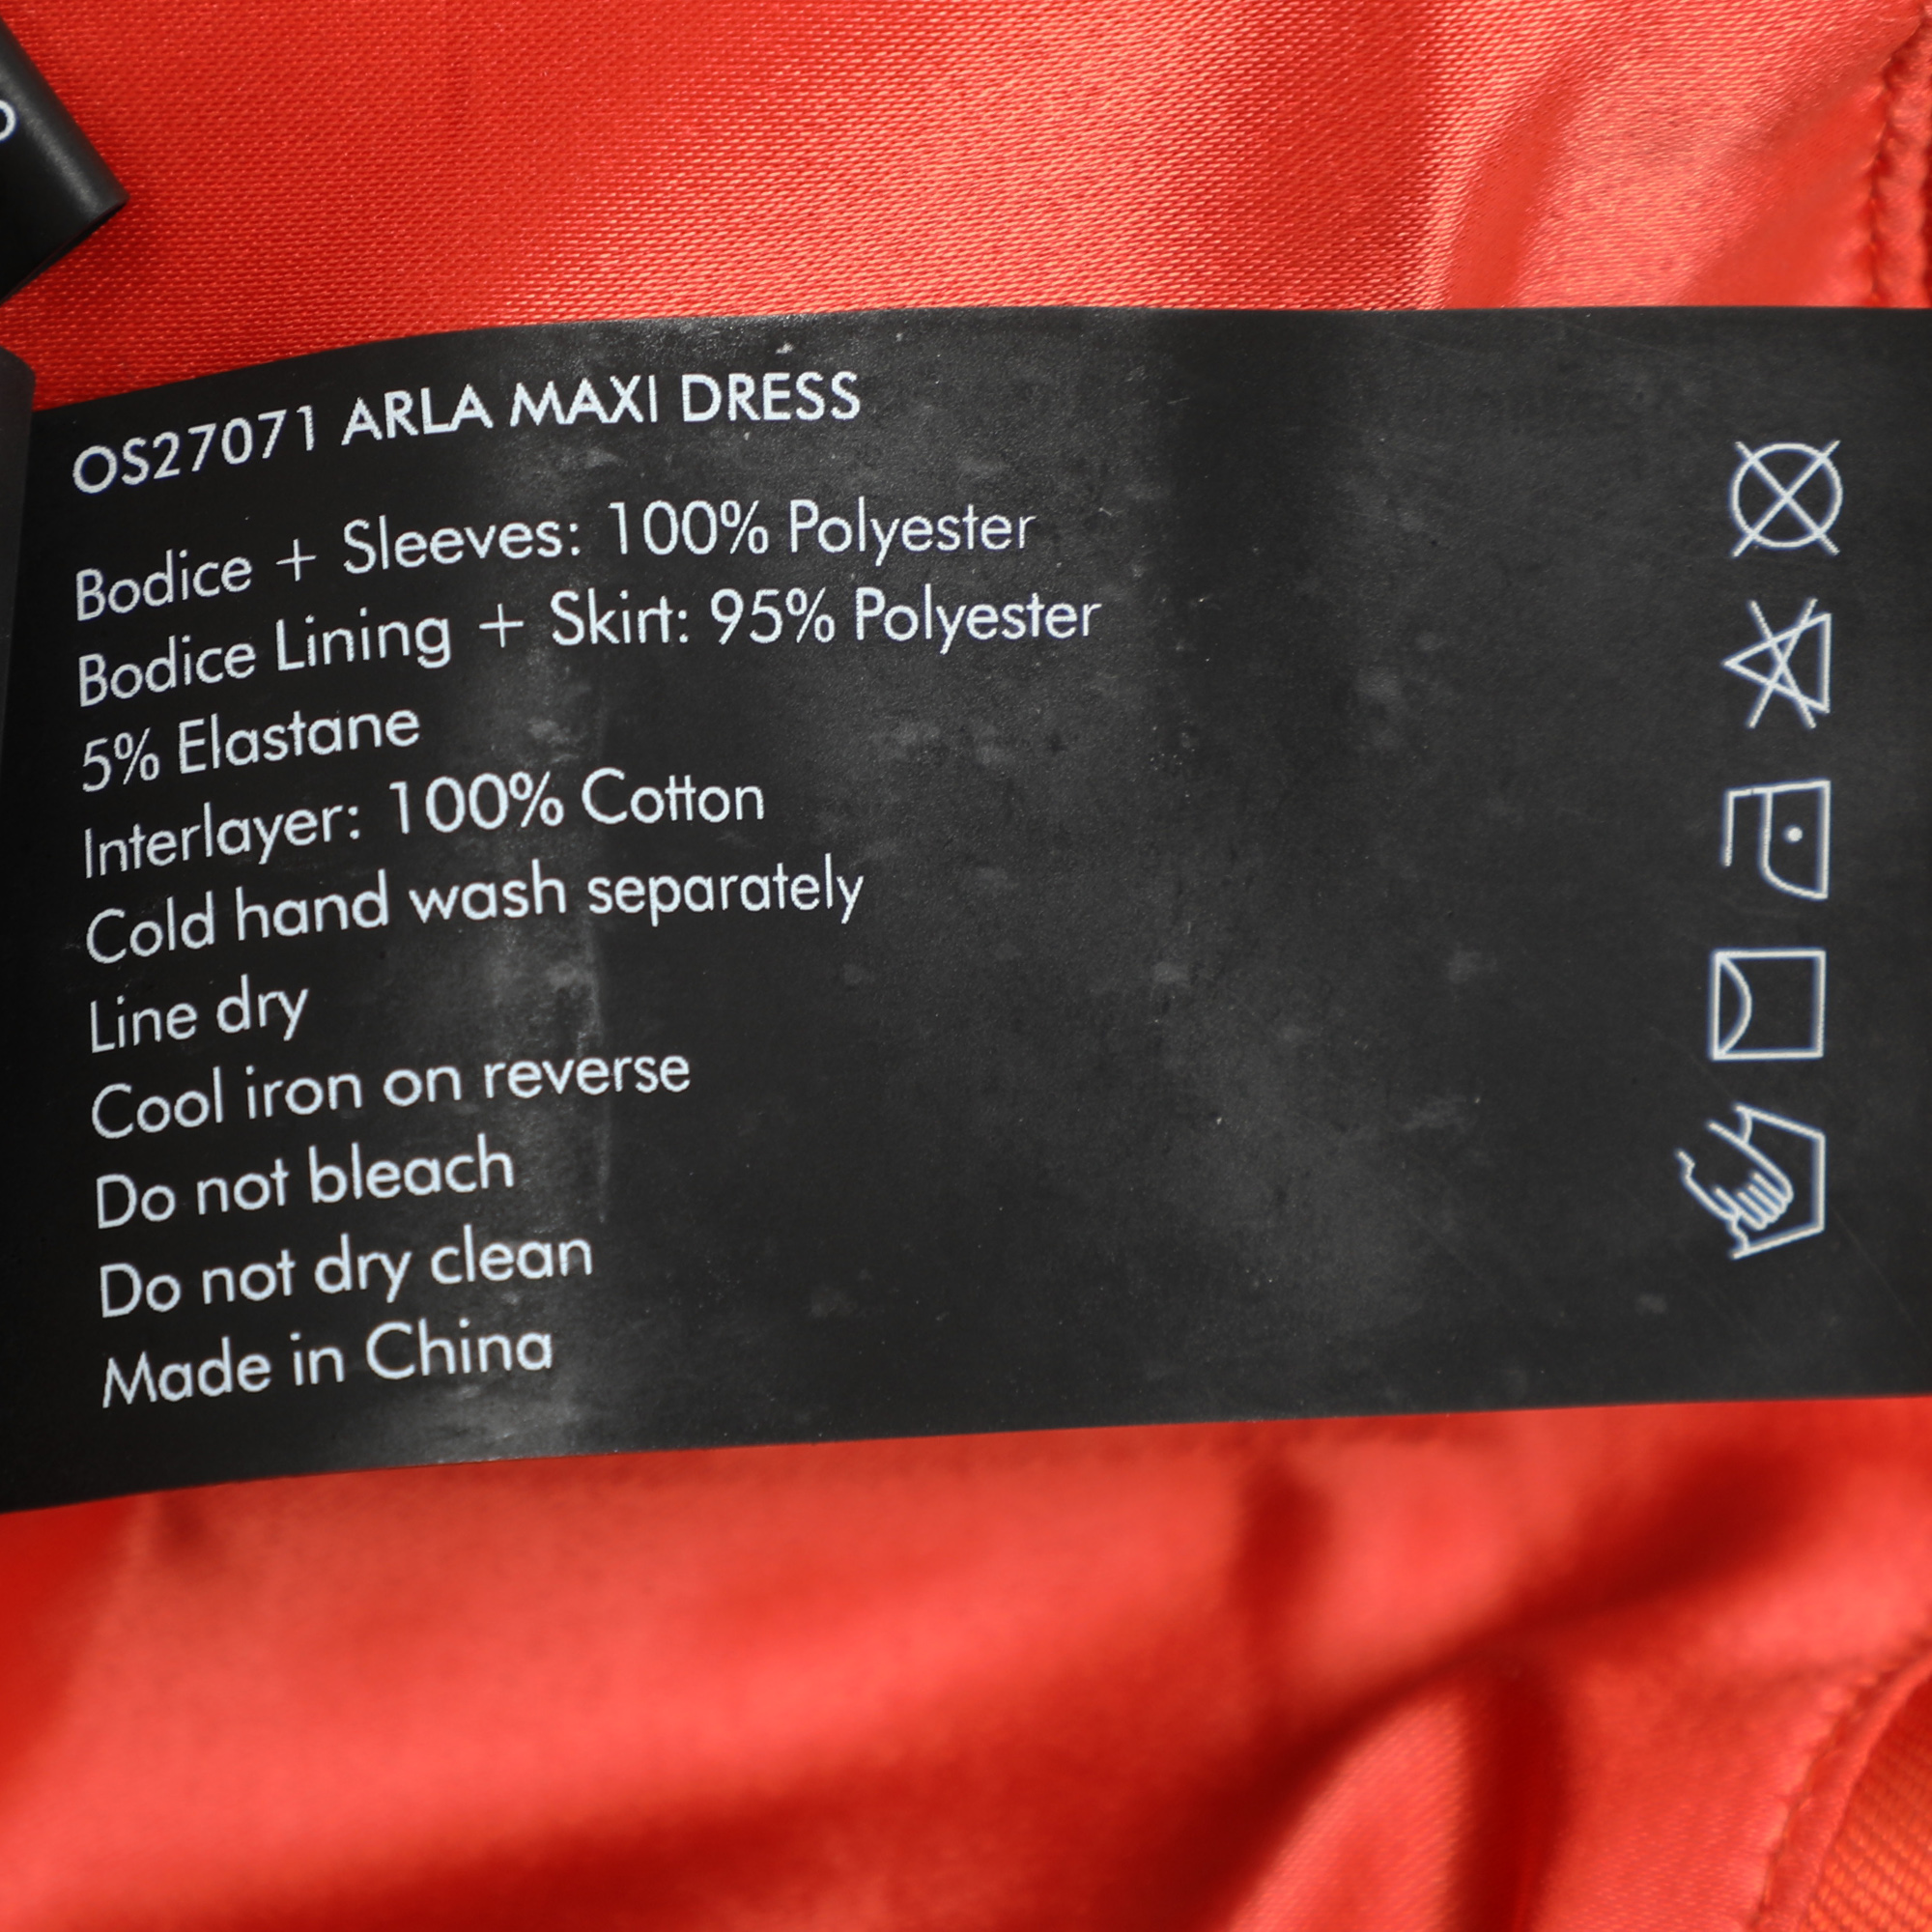 OS27071 ARLA MAXI DRESS
Bodice + Sleeves: 100% Polyester
Bodice Lining + Skirt: 95% Polyester
5% Elastane
Interlayer: 100% Cotton
Cold hand wash separately
Line dry
Cool iron on reverse
Do not bleach
Do not dry clean
Made in China